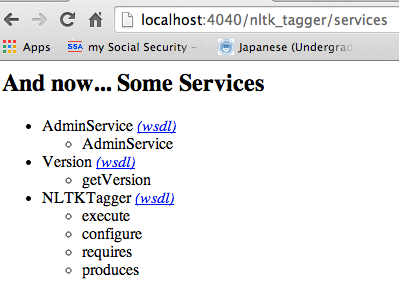 localhost:4040/nltk_tagger/services
Apps SSA my Social Security - Japanese (Undergrad
And now... Some Services
AdminService (wsdl)
AdminService
Version (wsdl)
getVersion
NLTKTagger (wsdl)
execute
configure
requires
produces